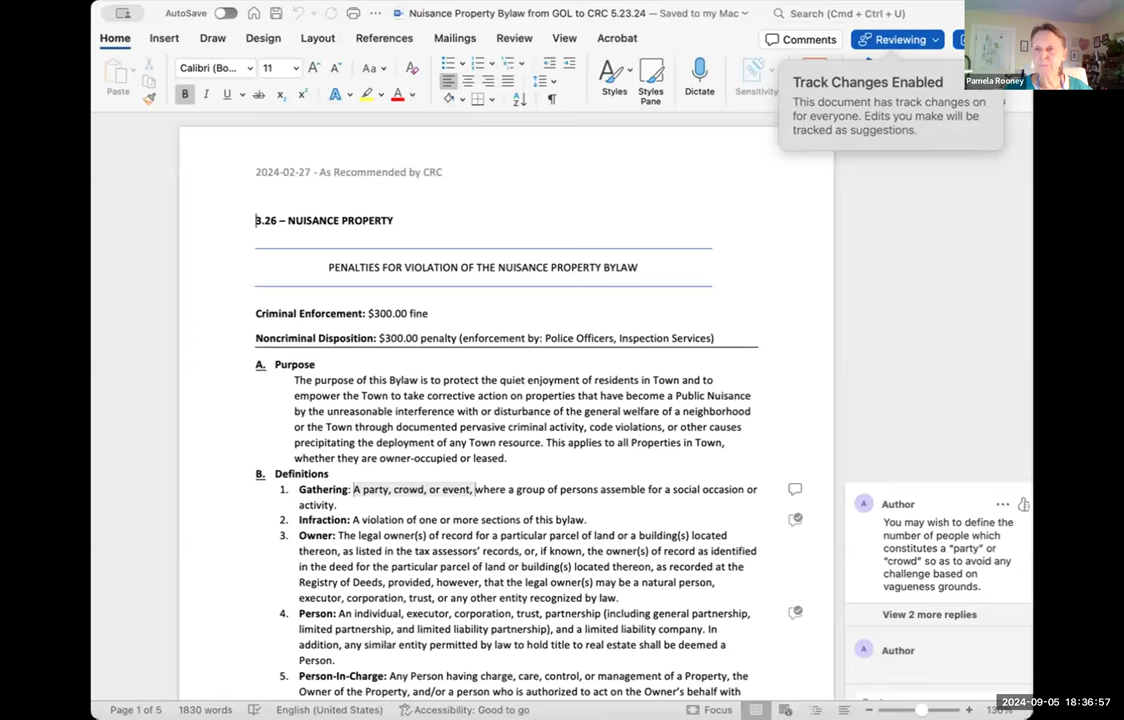 AutoSave
Nuisance Property Bylaw from GOL to CRC 5.23.24 — Saved to my Mac
Search (Cmd + Ctrl + U)
Home Insert Draw Design Layout References Mailings Review View Acrobat
Comments Reviewing
Pamela Rooney
Paste
Calibri (Bo... 11
Styles
Styles Pane
Dictate
Track Changes Enabled
This document has track changes on
for everyone. Edits you make will be
tracked as suggestions.
2024-02-27 - As Recommended by CRC
3.26 – NUISANCE PROPERTY
PENALTIES FOR VIOLATION OF THE NUISANCE PROPERTY BYLAW
Criminal Enforcement: $300.00 fine
Noncriminal Disposition: $300.00 penalty (enforcement by: Police Officers, Inspection Services)
A. Purpose
The purpose of this Bylaw is to protect the quiet enjoyment of residents in Town and to
empower the Town to take corrective action on properties that have become a Public Nuisance
by the unreasonable interference with or disturbance of the general welfare of a neighborhood
or the Town through documented pervasive criminal activity, code violations, or other causes
precipitating the deployment of any Town resource. This applies to all Properties in Town,
whether they are owner-occupied or leased.
B. Definitions
1. Gathering: A party, crowd, or event, where a group of persons assemble for a social occasion or
activity.
2. Infraction: A violation of one or more sections of this bylaw.
3. Owner: The legal owner(s) of record for a particular parcel of land or a building(s) located
thereon, as listed in the tax assessors' records, or, if known, the owner(s) of record as identified
in the deed for the particular parcel of land or building(s) located thereon, as recorded at the
Registry of Deeds, provided, however, that the legal owner(s) may be a natural person,
executor, corporation, trust, or any other entity recognized by law.
4. Person: An individual, executor, corporation, trust, partnership (including general partnership,
limited partnership, and limited liability partnership), and a limited liability company. In
addition, any similar entity permitted by law to hold title to real estate shall be deemed a
Person.
5. Person-In-Charge: Any Person having charge, care, control, or management of a Property, the
Owner of the Property, and/or a person who is authorized to act on the Owner's behalf with
A Author
You may wish to define the
number of people which
constitutes a "party" or
"crowd" so as to avoid any
challenge based on
vagueness grounds.
View 2 more replies
A Author
Page 1 of 5 1830 words English (United States) Accessibility: Good to go Focus
2024-09-05 18:36:57